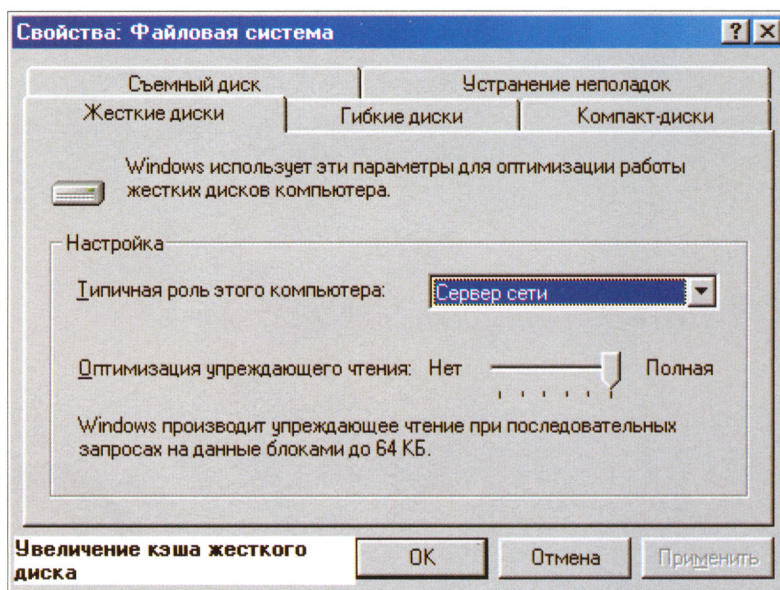 Свойства: Файловая система
Съемный диск
Устранение неполадок
Жесткие диски
Гибкие диски
Компакт-диски
Windows использует эти параметры для оптимизации работы
жестких дисков компьютера.
Настройка
Типичная роль этого компьютера:
Сервер сети
Оптимизация упреждающего чтения:
Нет
Полная
Windows производит упреждающее чтение при последовательных
запросах на данные блоками до 64 КБ.
Увеличение кэша жесткого
диска
OK
Отмена
Применить